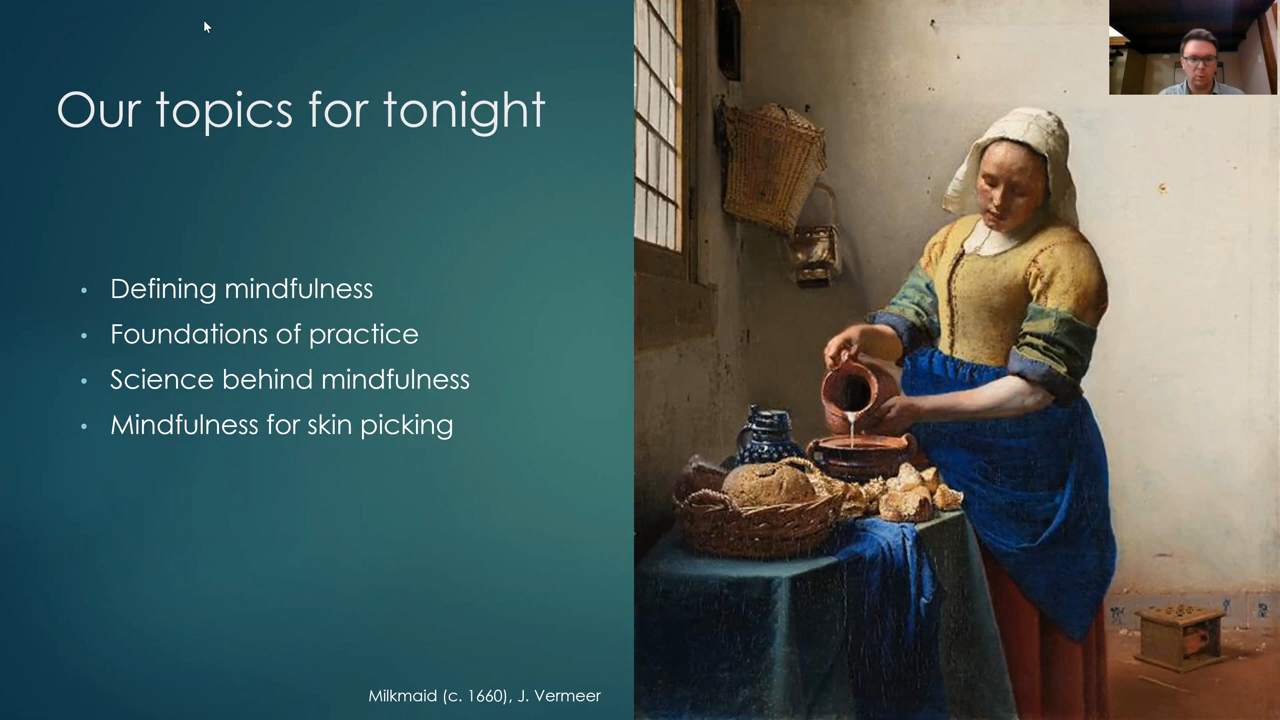 Our topics for tonight
• Defining mindfulness
• Foundations of practice
• Science behind mindfulness
• Mindfulness for skin picking
Milkmaid (c. 1660), J. Vermeer